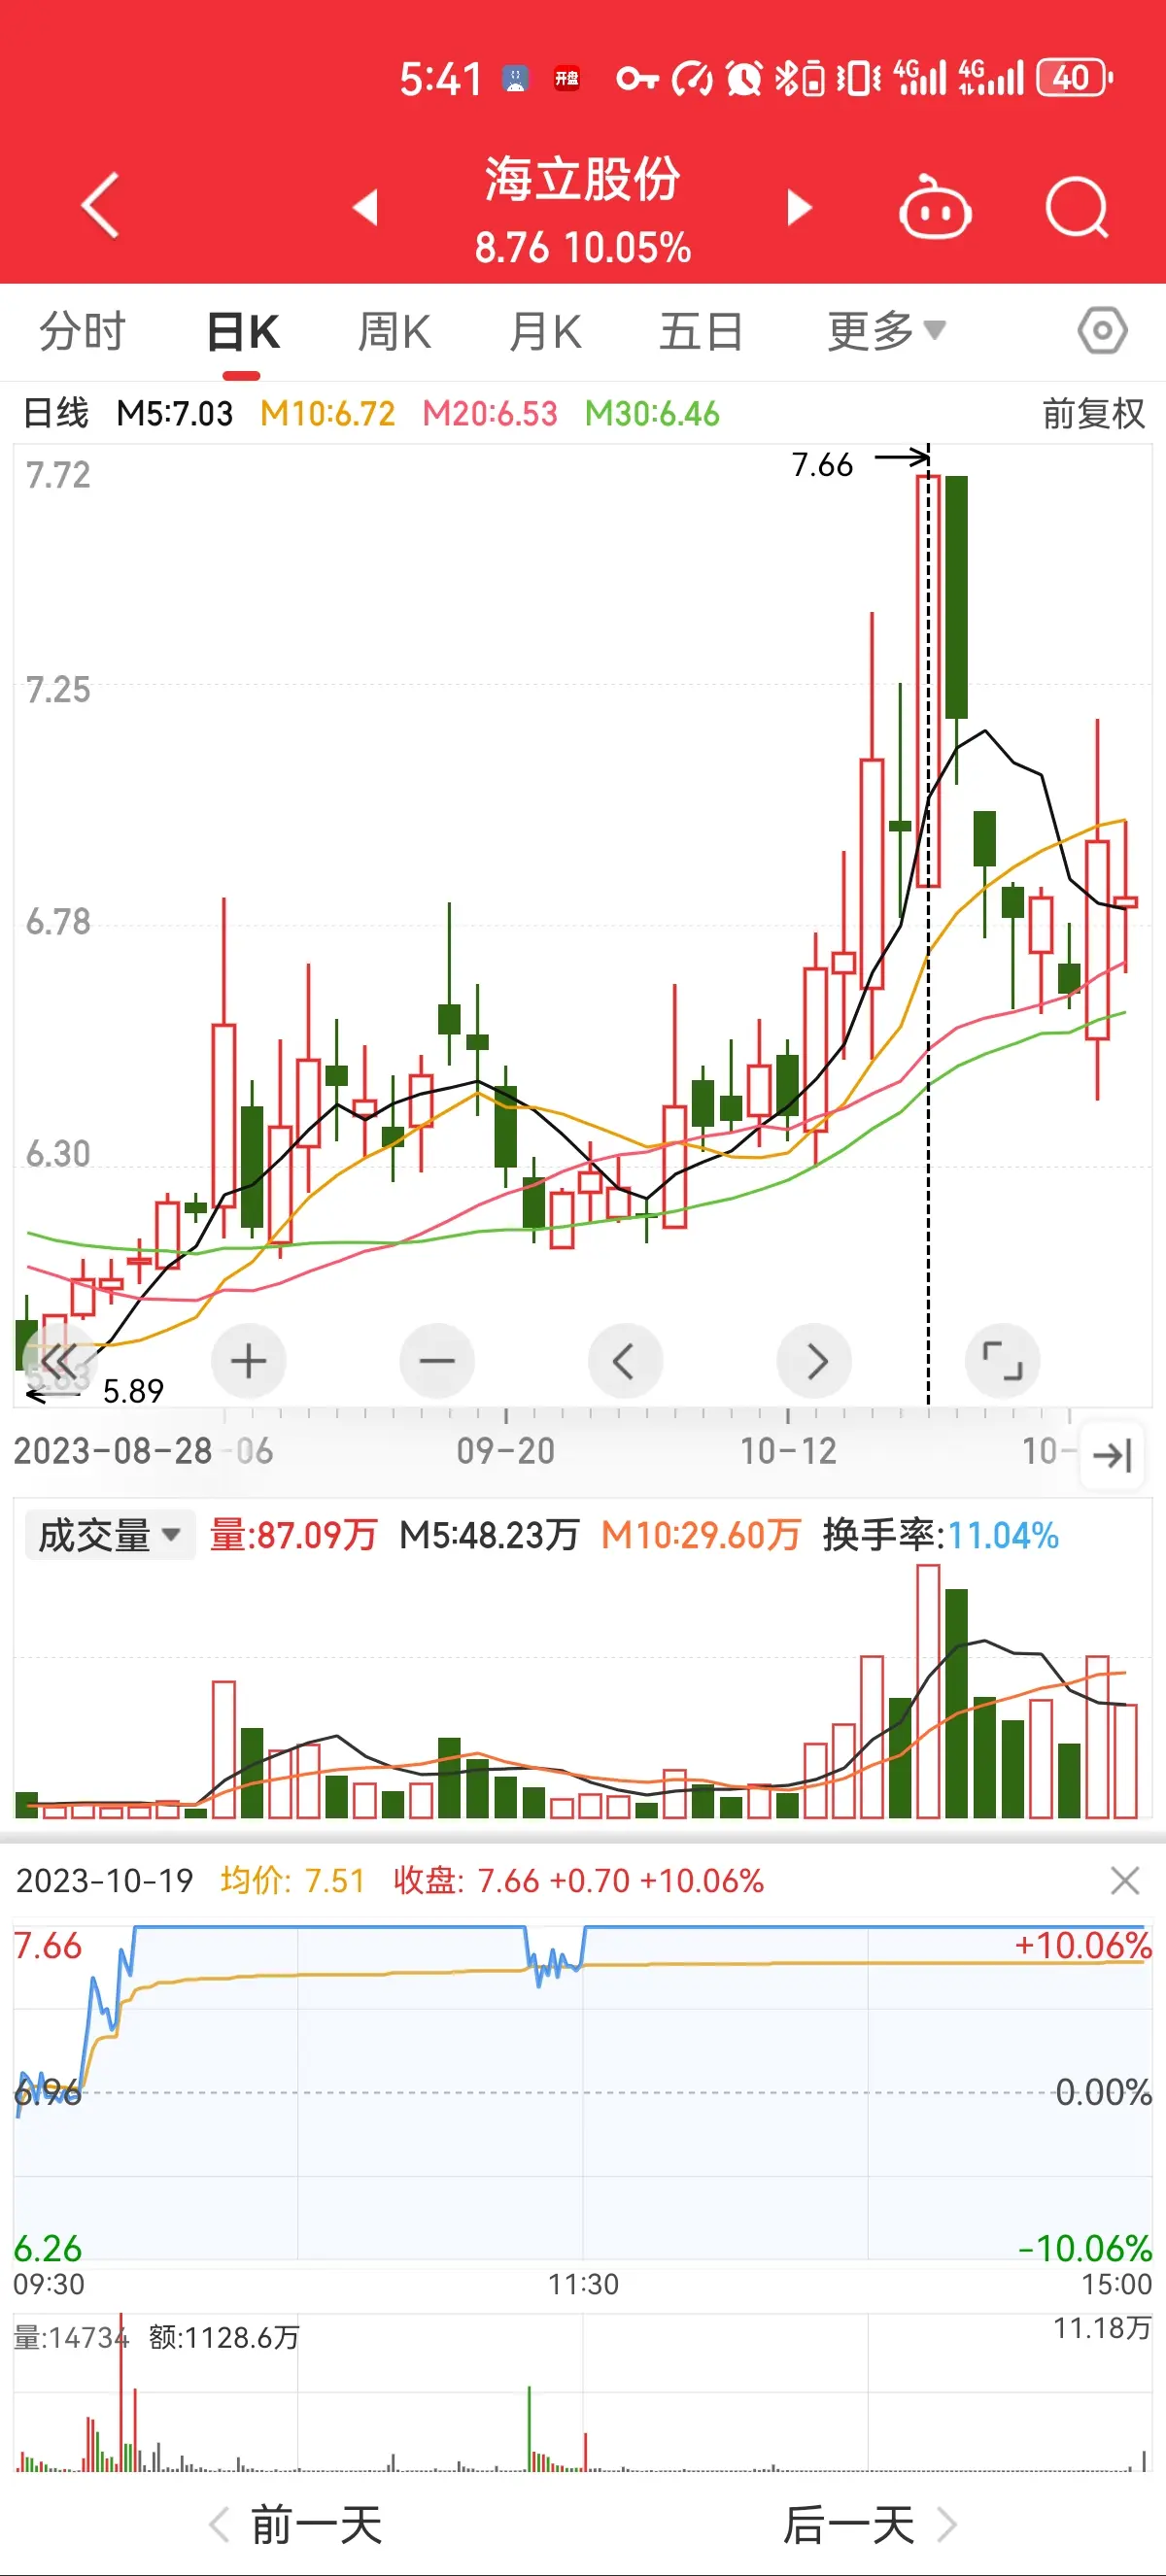 5:41 开盘 4G 4G 40
海立股份
8.76 10.05%
分时 日K 周K 月K 五日 更多
日线 M5:7.03 M10:6.72 M20:6.53 M30:6.46 前复权
7.72
7.66
7.25
6.78
6.30
5.83
5.89
2023-08-28 -06 09-20 10-12 10-
成交量 量:87.09万 M5:48.23万 M10:29.60万 换手率:11.04%
2023-10-19 均价: 7.51 收盘: 7.66 +0.70 +10.06%
7.66 +10.06%
6.96 0.00%
6.26 -10.06%
09:30 11:30 15:00
量:14734 额:1128.6万 11.18万
前一天 后一天